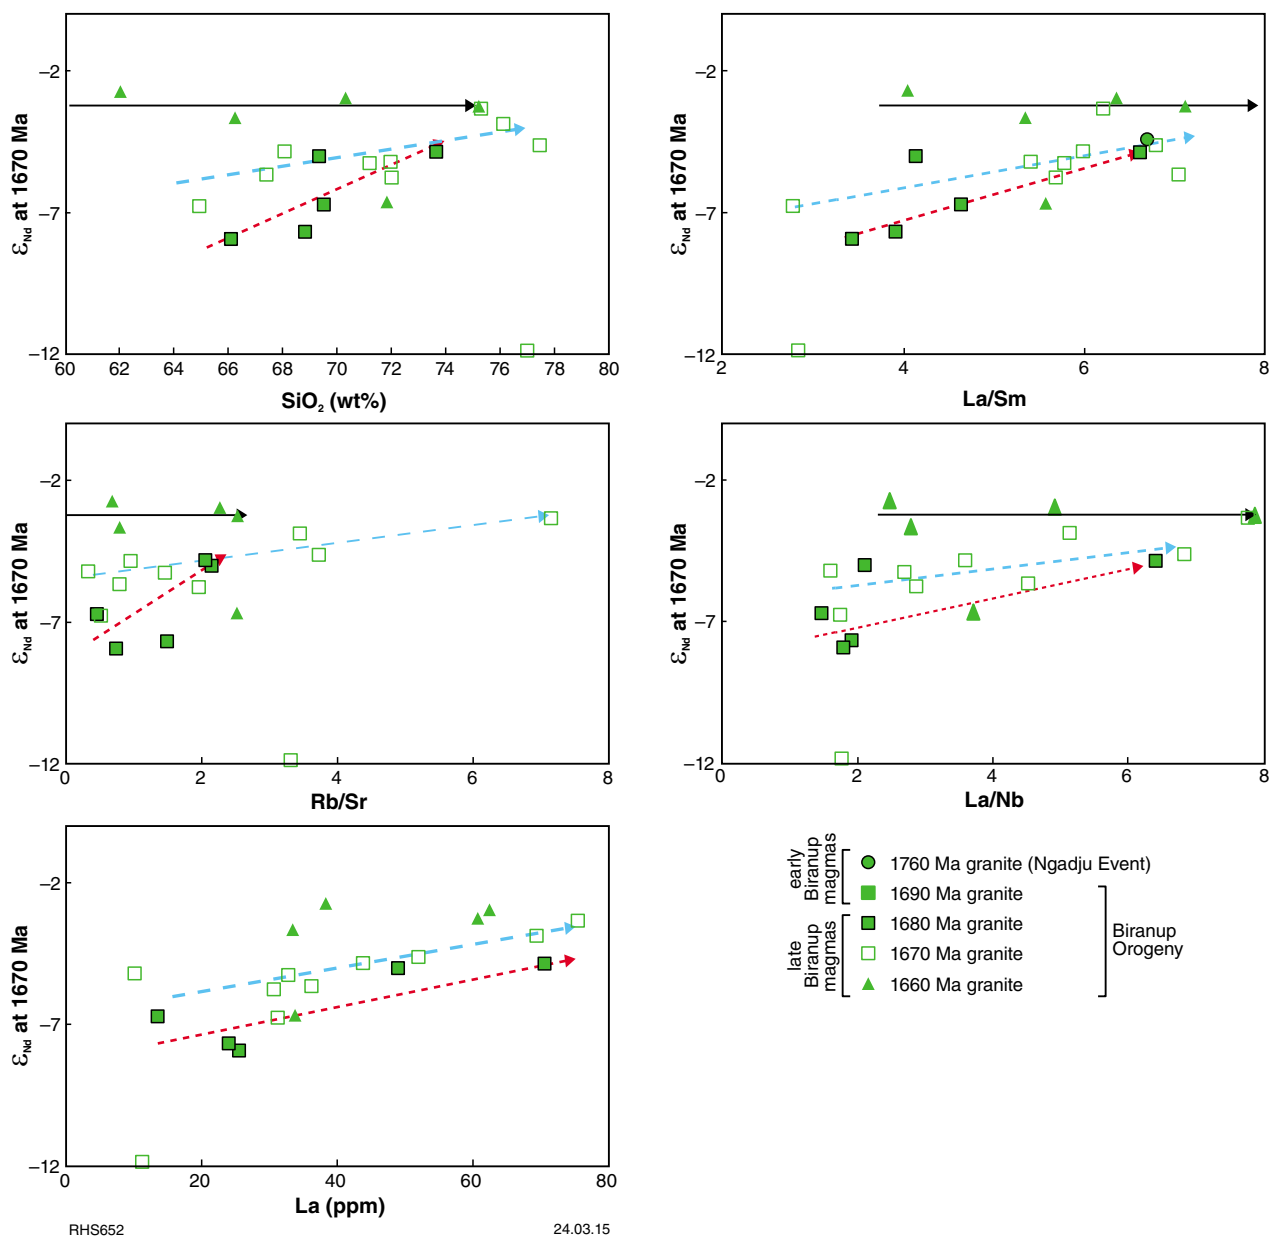 −2
−7
−12
εNd at 1670 Ma
60 62 64 66 68 70 72 74 76 78 80
SiO2 (wt%)
−2
−7
−12
εNd at 1670 Ma
2 4 6 8
La/Sm
−2
−7
−12
εNd at 1670 Ma
0 2 4 6 8
Rb/Sr
−2
−7
−12
εNd at 1670 Ma
0 2 4 6 8
La/Nb
−2
−7
−12
εNd at 1670 Ma
0 20 40 60 80
La (ppm)
early
Biranup
magmas
late
Biranup
magmas
1760 Ma granite (Ngadju Event)
1690 Ma granite
1680 Ma granite
1670 Ma granite
1660 Ma granite
Biranup
Orogeny
RHS652
24.03.15